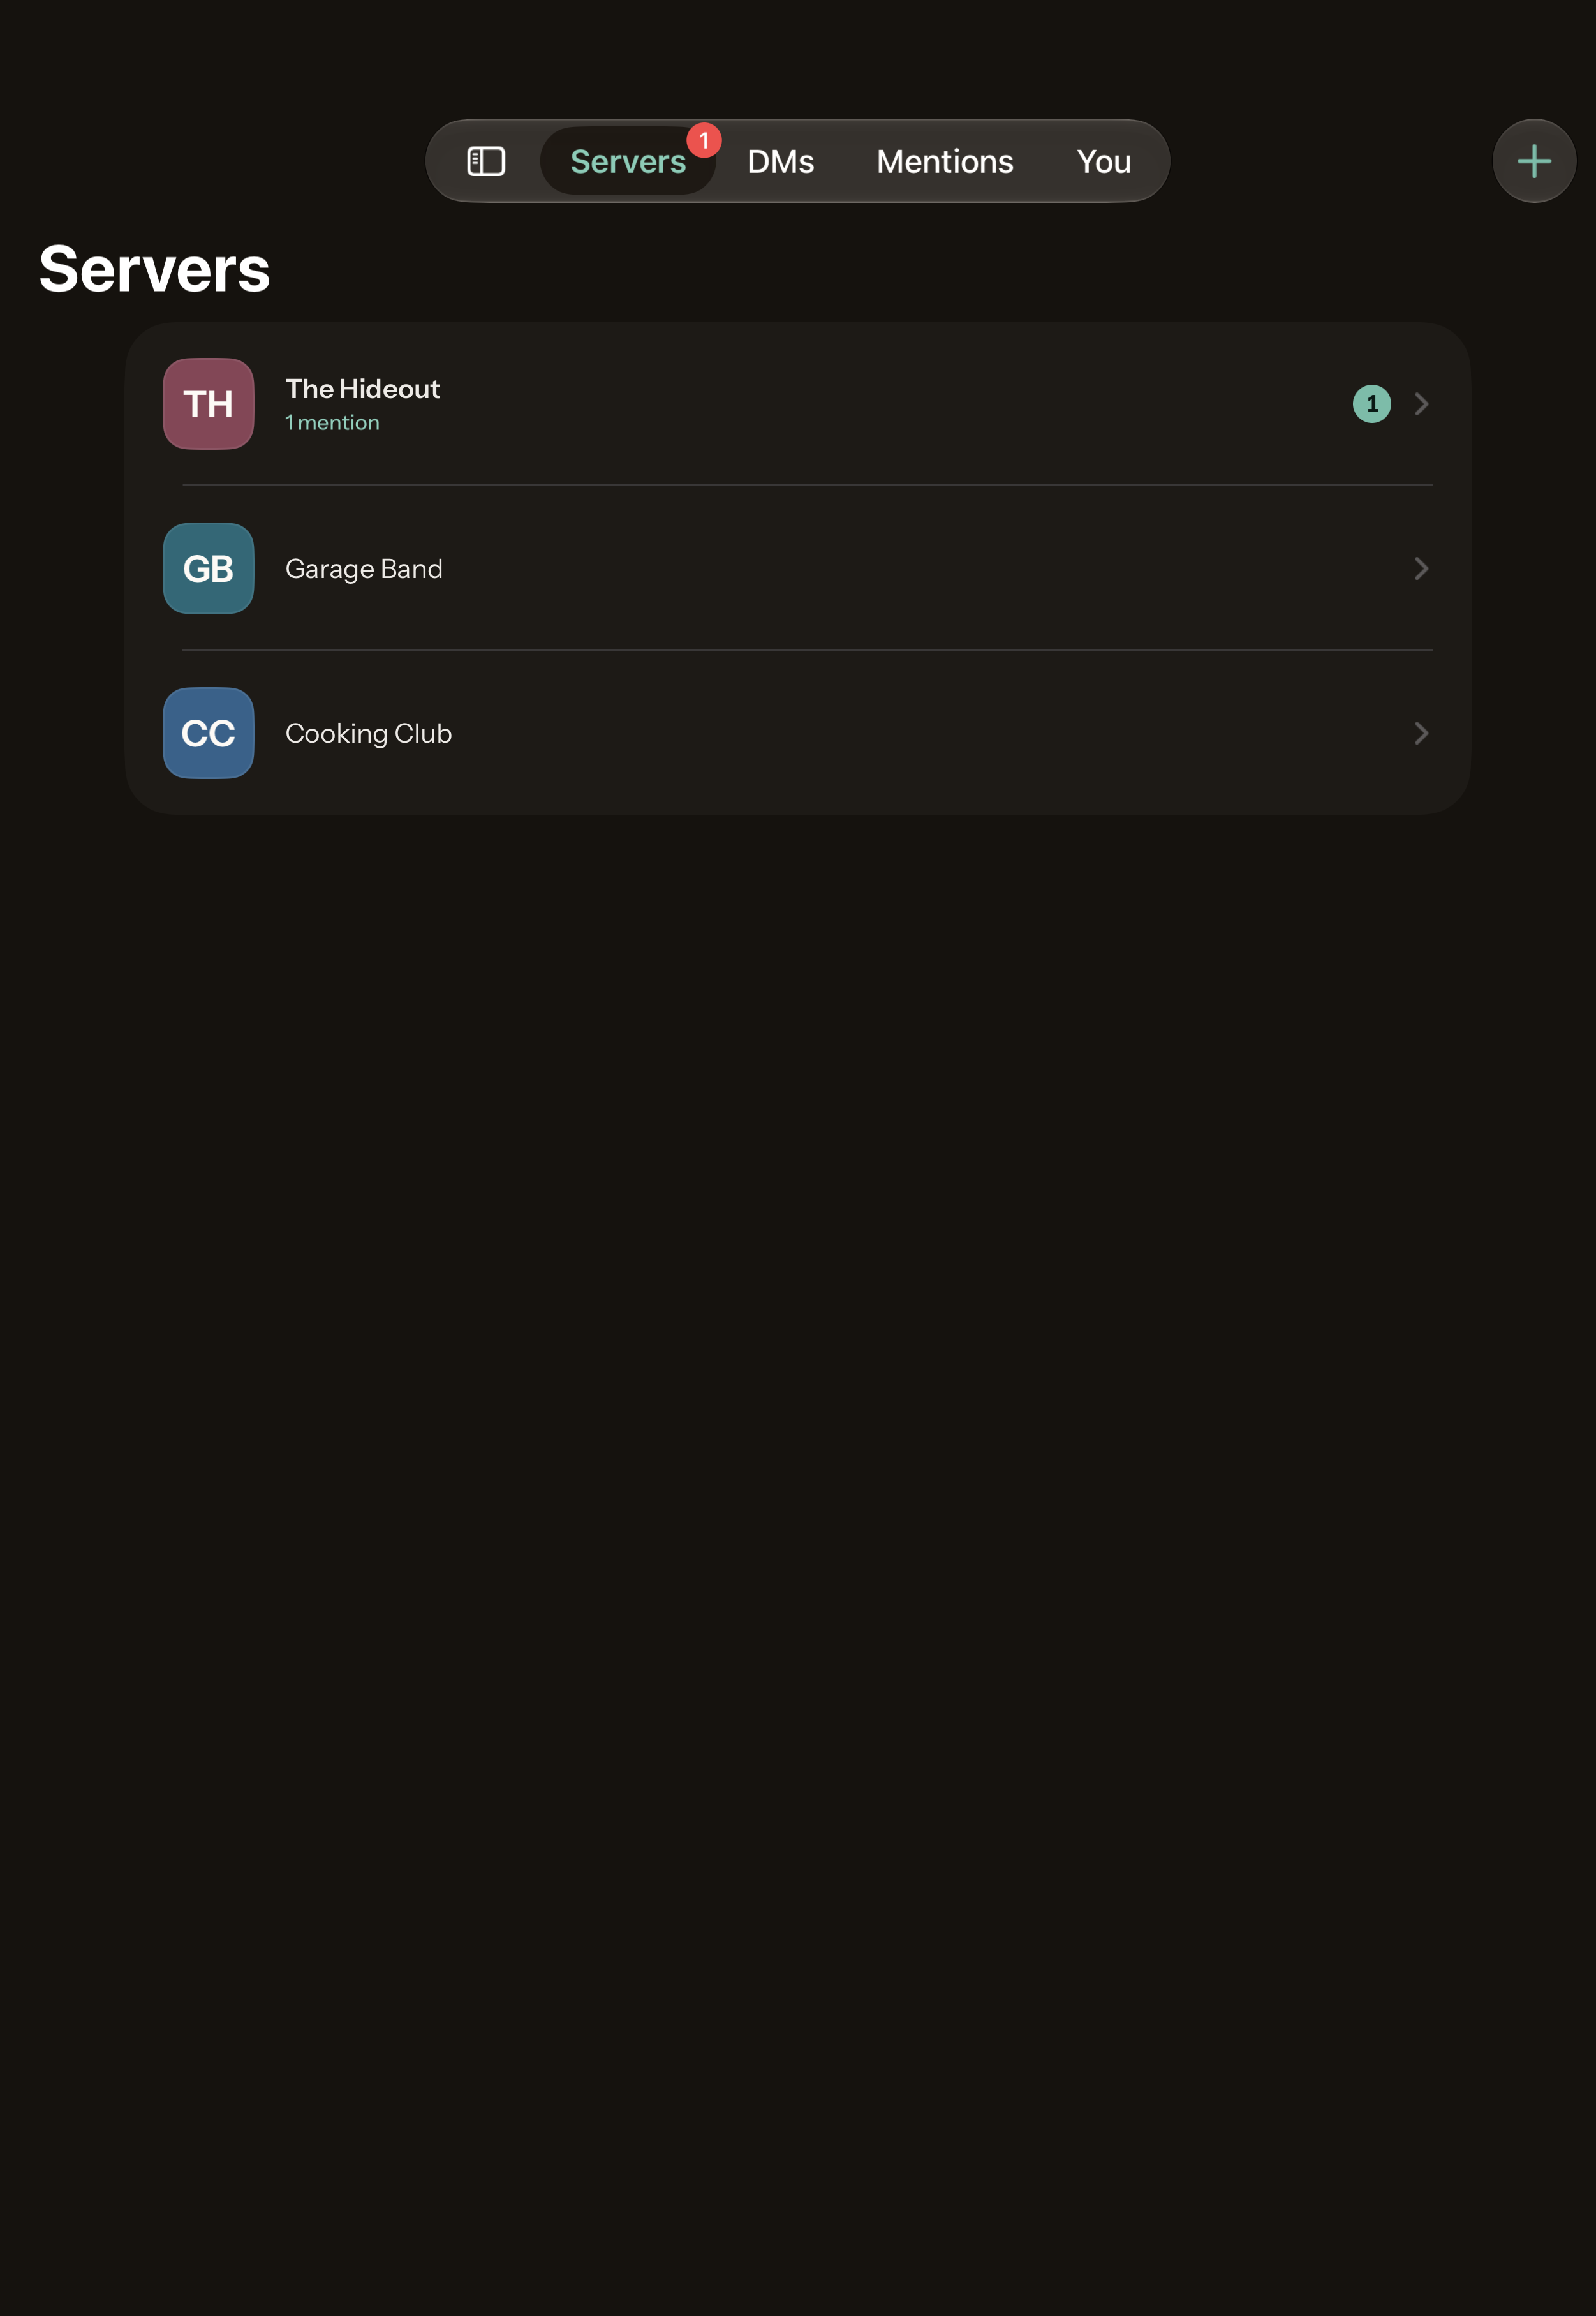 Servers 1 DMs Mentions You
Servers
TH
The Hideout
1 mention
1
GB
Garage Band
CC
Cooking Club